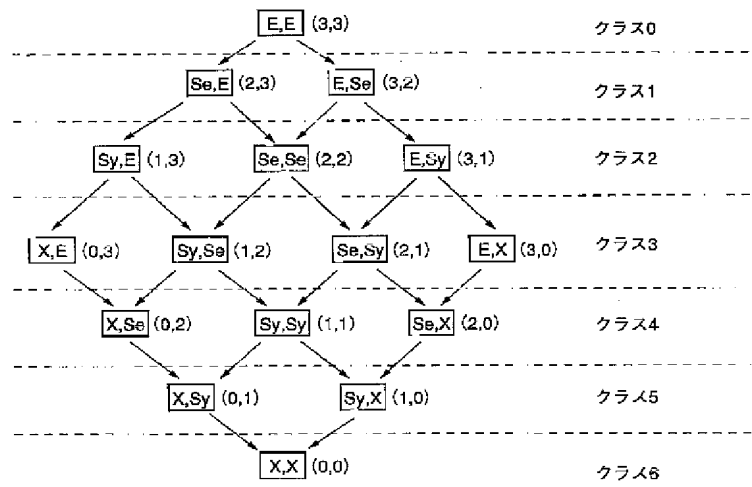 E,E (3,3) クラス0
Se,E (2,3) E,Se (3,2) クラス1
Sy,E (1,3) Se,Se (2,2) E,Sy (3,1) クラス2
X,E (0,3) Sy,Se (1,2) Se,Sy (2,1) E,X (3,0) クラス3
X,Se (0,2) Sy,Sy (1,1) Se,X (2,0) クラス4
X,Sy (0,1) Sy,X (1,0) クラス5
X,X (0,0) クラス6